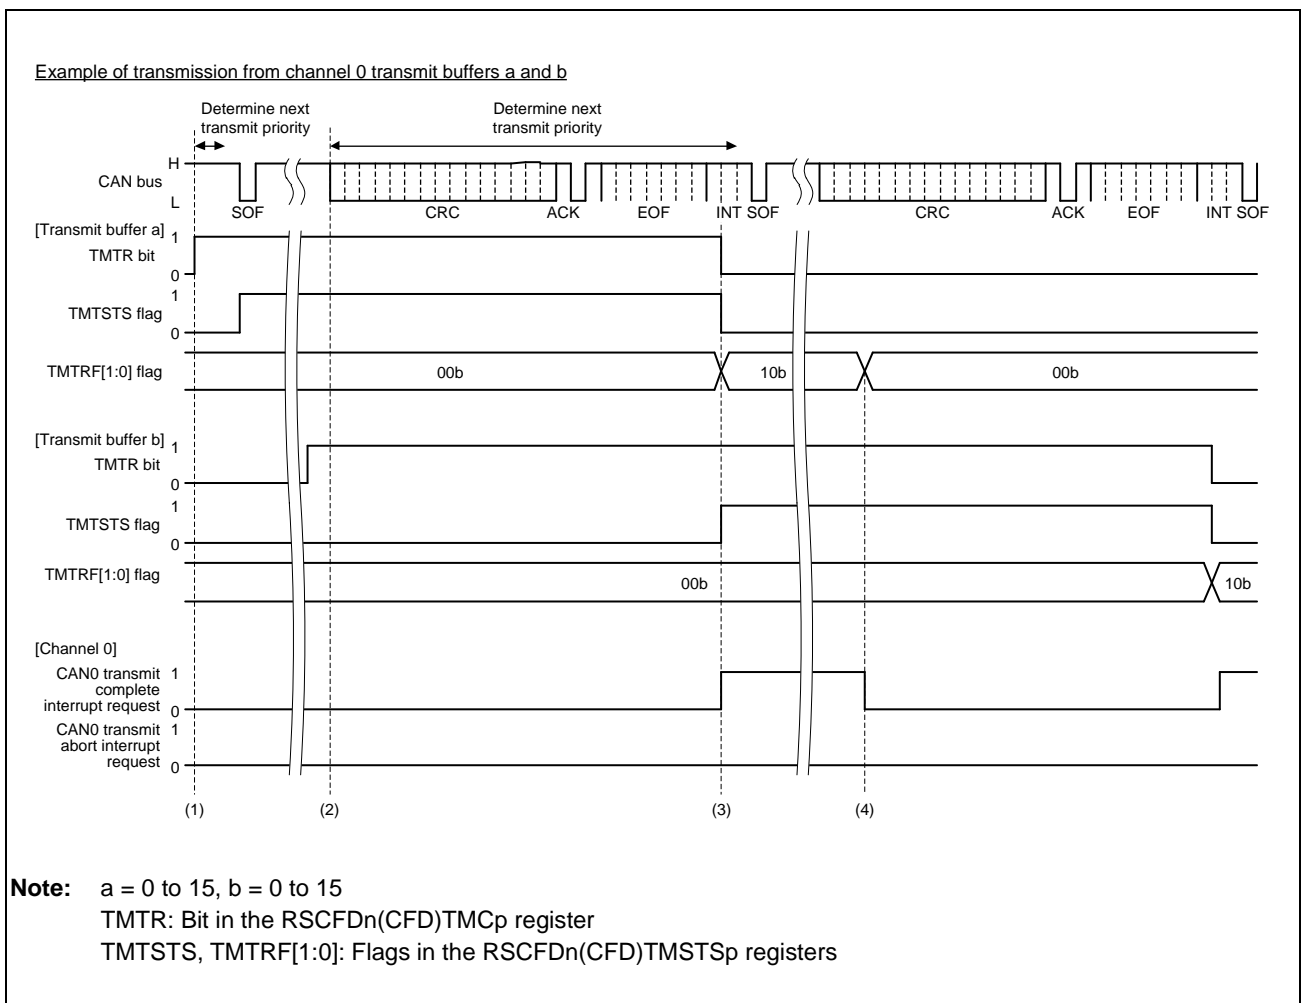 Example of transmission from channel 0 transmit buffers a and b
Determine next
transmit priority
Determine next
transmit priority
H
CAN bus
L
SOF
CRC
ACK
EOF
INT SOF
CRC
ACK
EOF
INT SOF
[Transmit buffer a]
1
TMTR bit
0
1
TMTSTS flag
0
TMTRF[1:0] flag
00b
10b
00b
[Transmit buffer b]
1
TMTR bit
0
1
TMTSTS flag
0
TMTRF[1:0] flag
00b
10b
[Channel 0]
CAN0 transmit 1
complete
interrupt request 0
CAN0 transmit 1
abort interrupt
request 0
(1)
(2)
(3)
(4)
Note: a = 0 to 15, b = 0 to 15
TMTR: Bit in the RSCFDn(CFD)TMCp register
TMTSTS, TMTRF[1:0]: Flags in the RSCFDn(CFD)TMSTSp registers